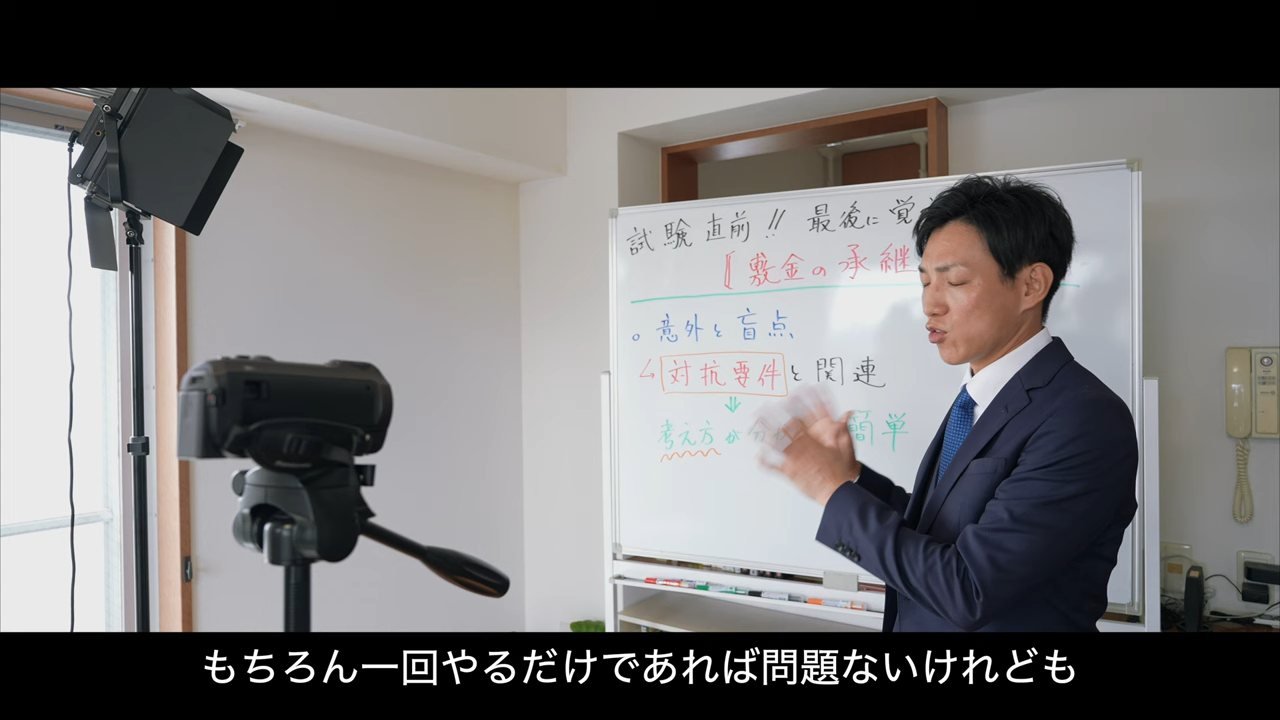 試験直前!! 最後に覚
『敷金の承継
○ 意外と盲点
↳ 対抗要件と関連
⇓
考え方が分 簡単
もちろん一回やるだけであれば問題ないけれども